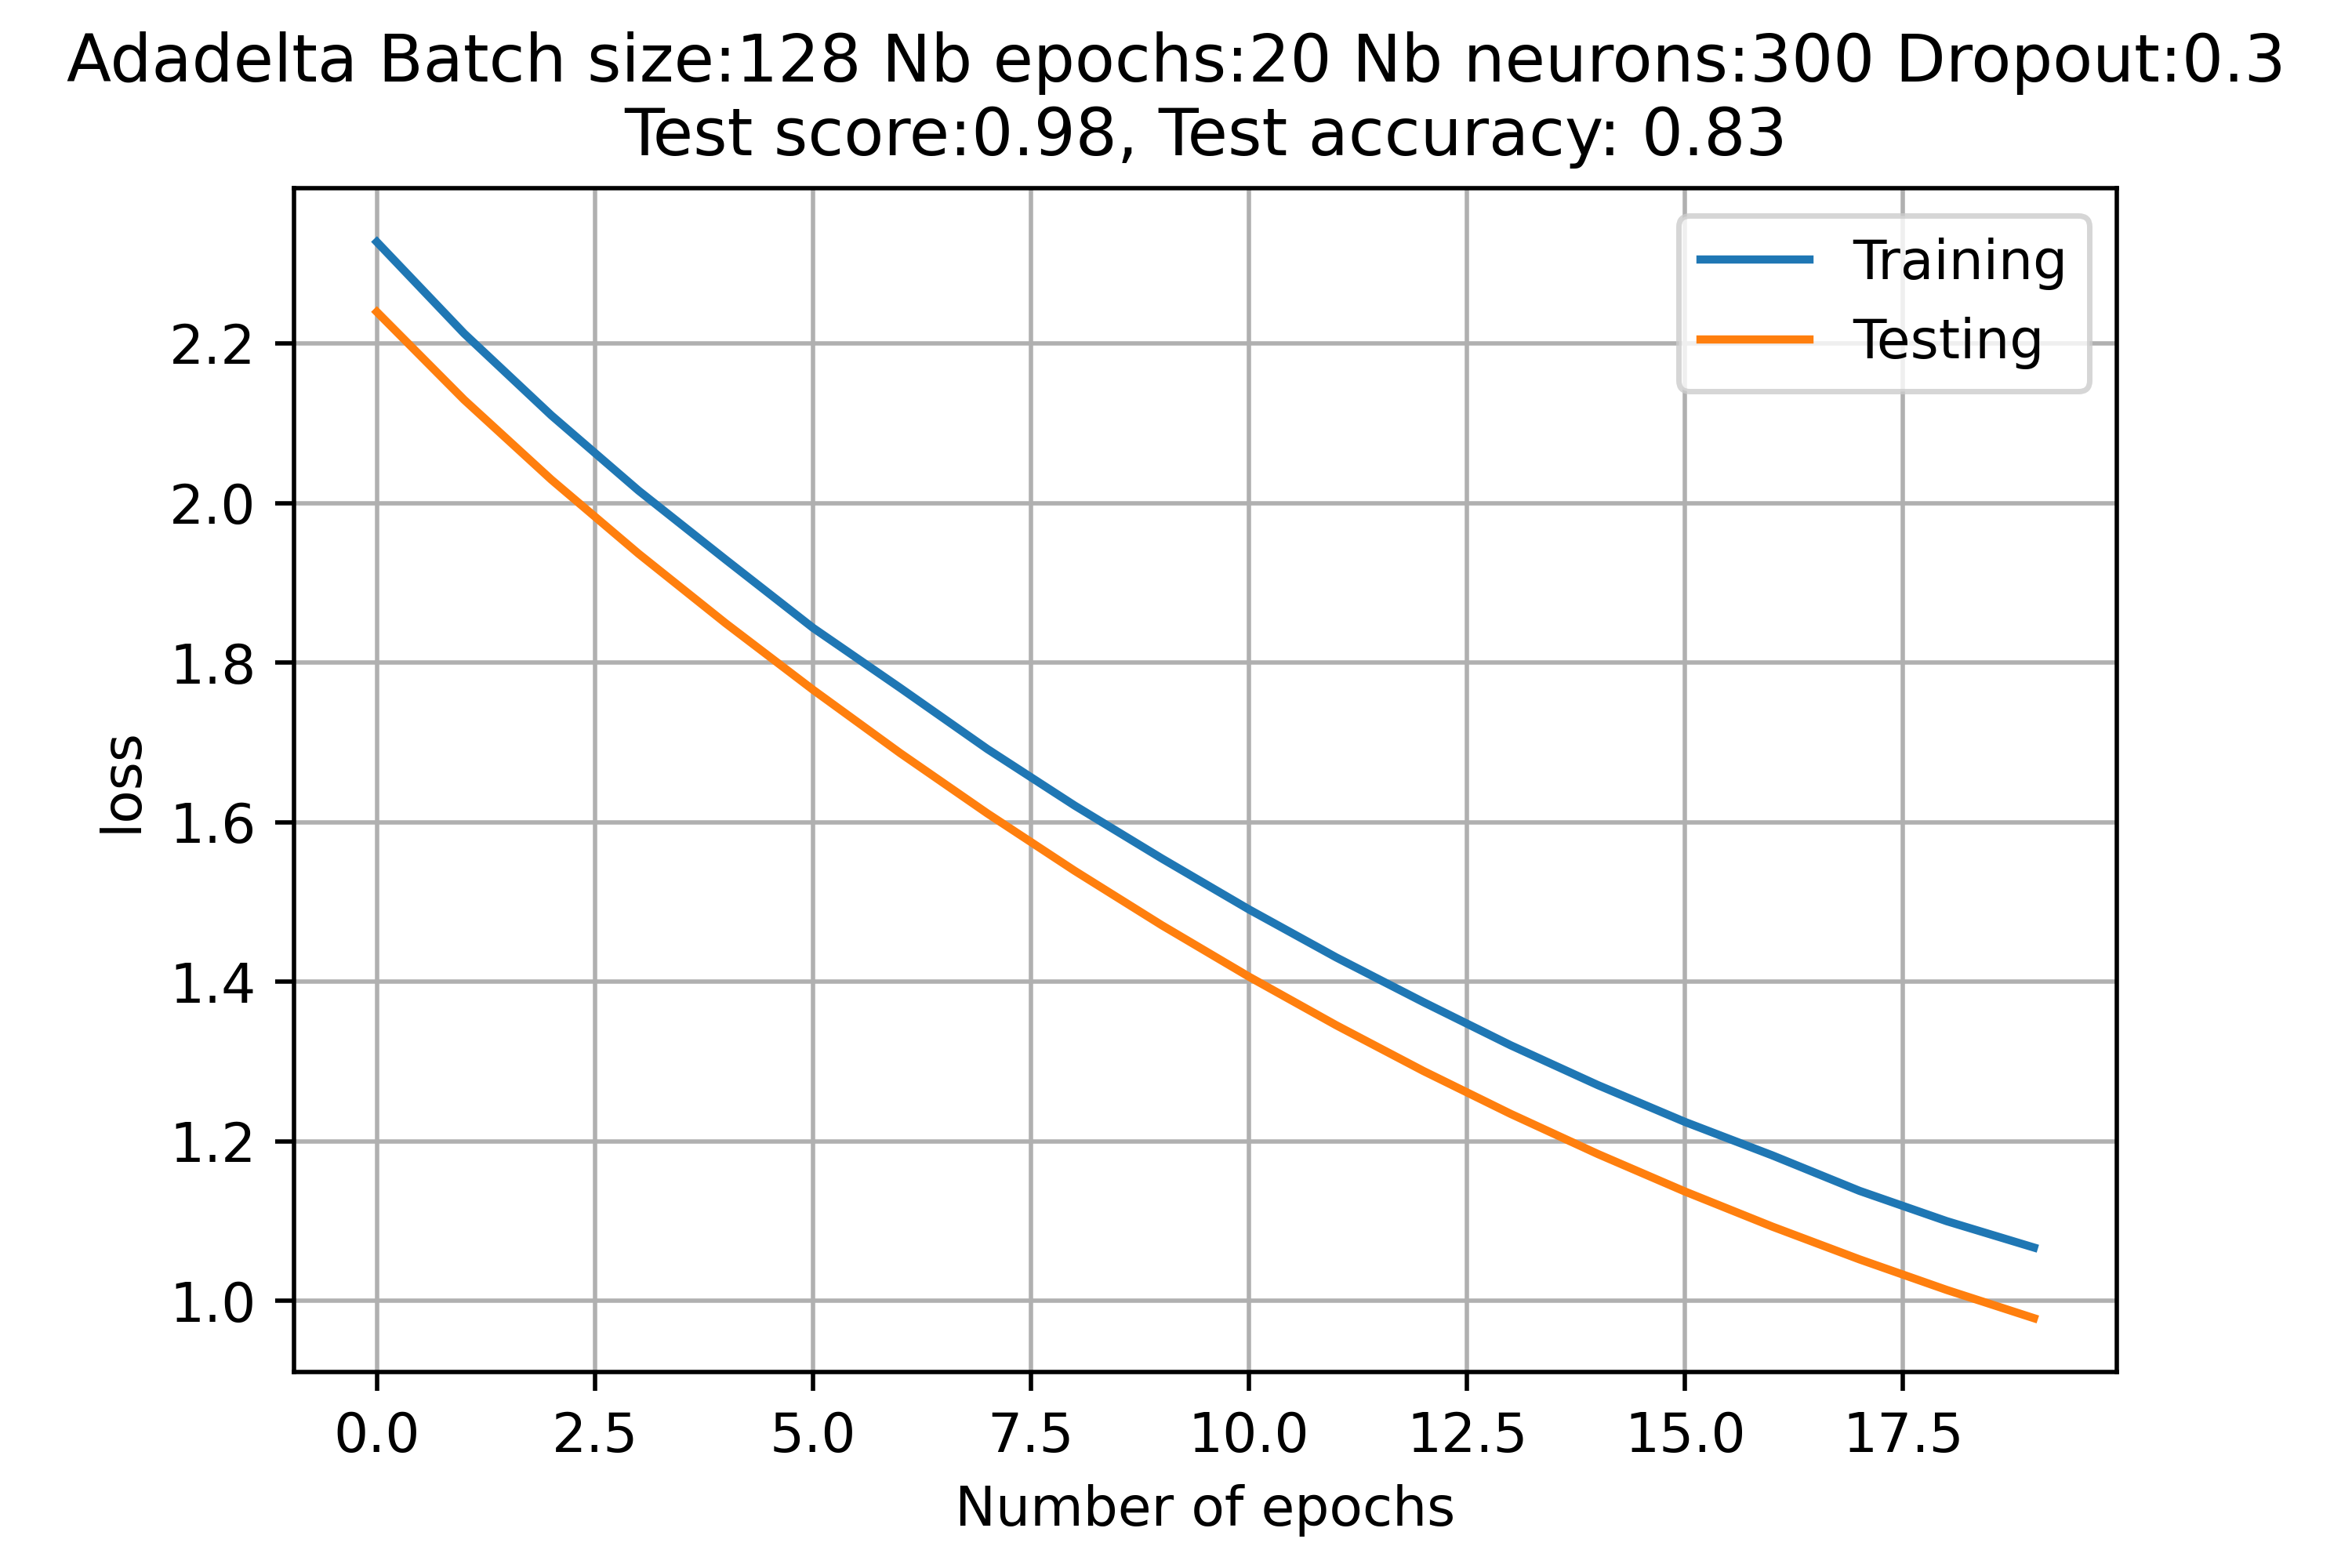 Adadelta Batch size:128 Nb epochs:20 Nb neurons:300 Dropout:0.3
Test score:0.98, Test accuracy: 0.83
Training
Testing
2.2
2.0
1.8
1.6
1.4
1.2
1.0
loss
0.0 2.5 5.0 7.5 10.0 12.5 15.0 17.5
Number of epochs